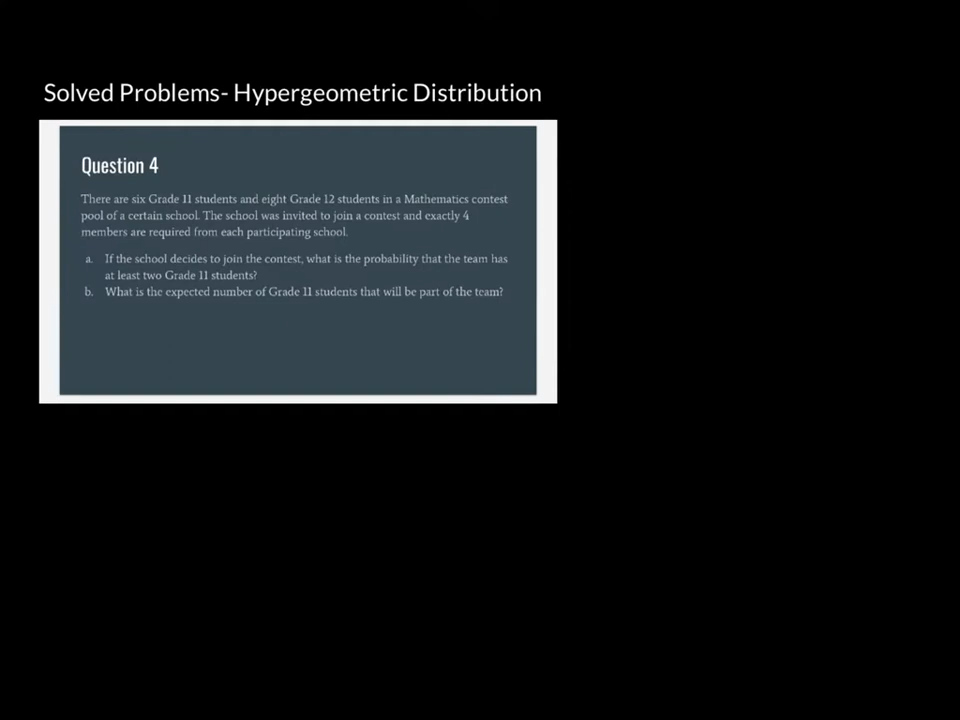 Solved Problems- Hypergeometric Distribution
Question 4
There are six Grade 11 students and eight Grade 12 students in a Mathematics contest
pool of a certain school. The school was invited to join a contest and exactly 4
members are required from each participating school.
a. If the school decides to join the contest, what is the probability that the team has
at least two Grade 11 students?
b. What is the expected number of Grade 11 students that will be part of the team?